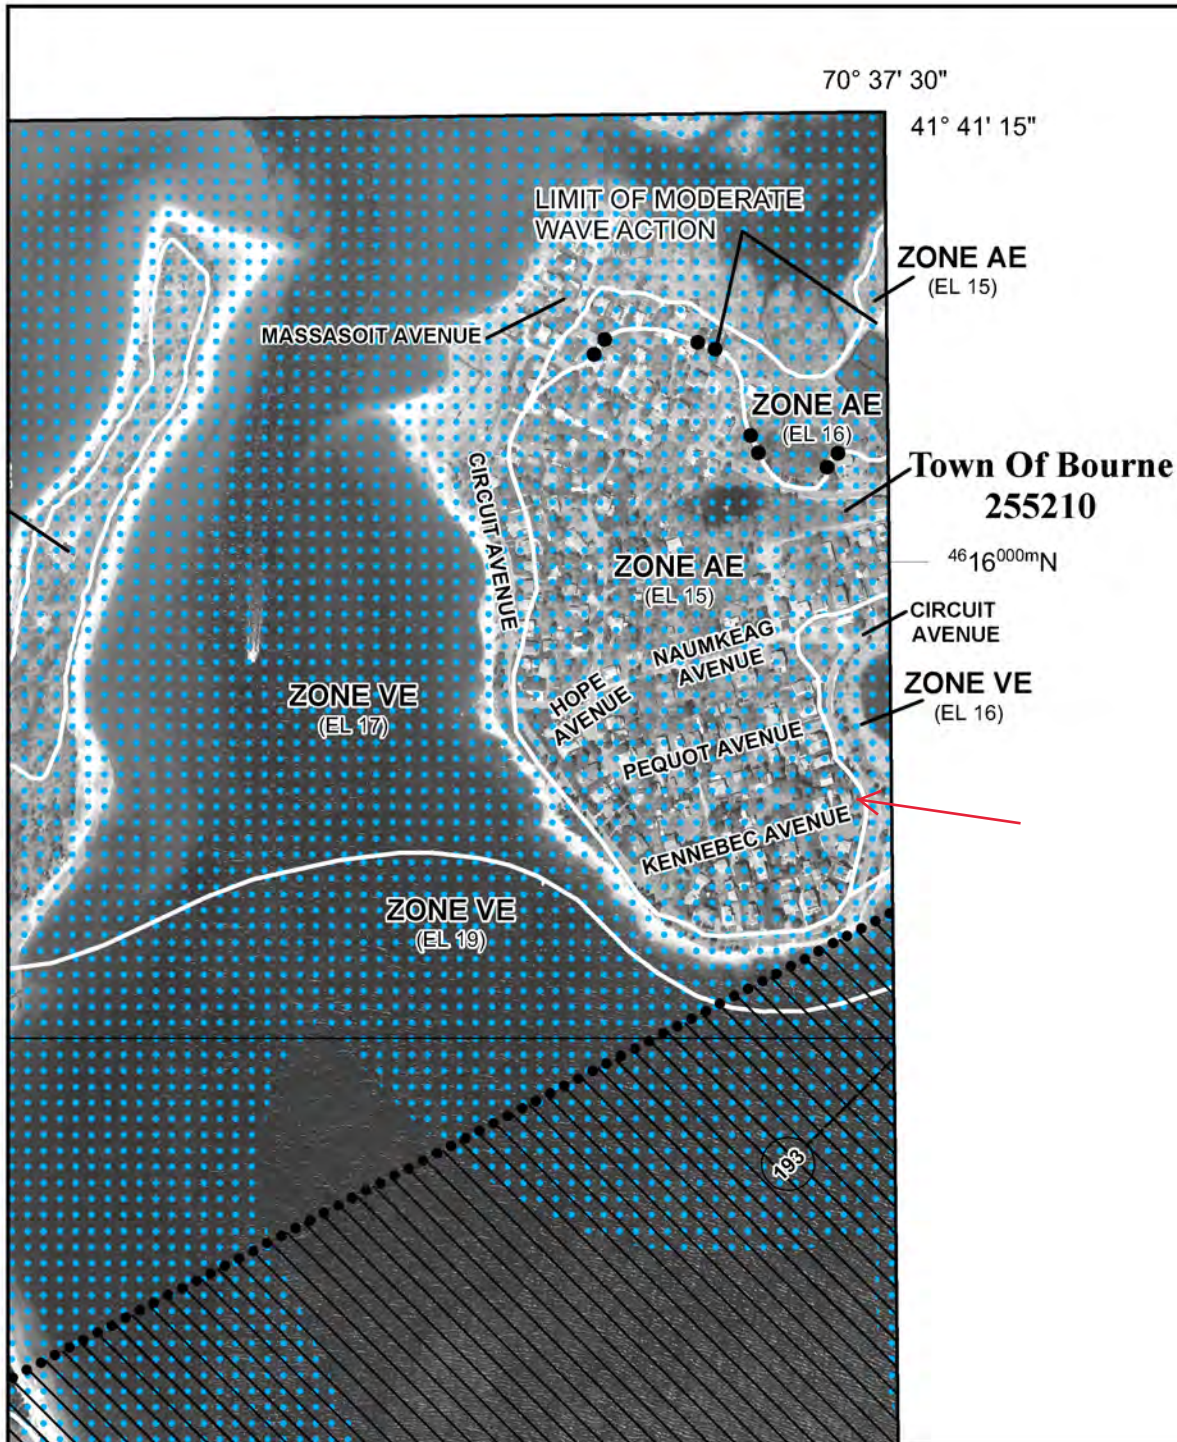 70° 37' 30"
41° 41' 15"
LIMIT OF MODERATE
WAVE ACTION
ZONE AE
(EL 15)
MASSASOIT AVENUE
ZONE AE
(EL 16)
Town Of Bourne
255210
CIRCUIT AVENUE
4616000mN
ZONE AE
(EL 15)
CIRCUIT
AVENUE
NAUMKEAG
AVENUE
HOPE
AVENUE
ZONE VE
(EL 17)
ZONE VE
(EL 16)
PEQUOT AVENUE
KENNEBEC AVENUE
ZONE VE
(EL 19)
193